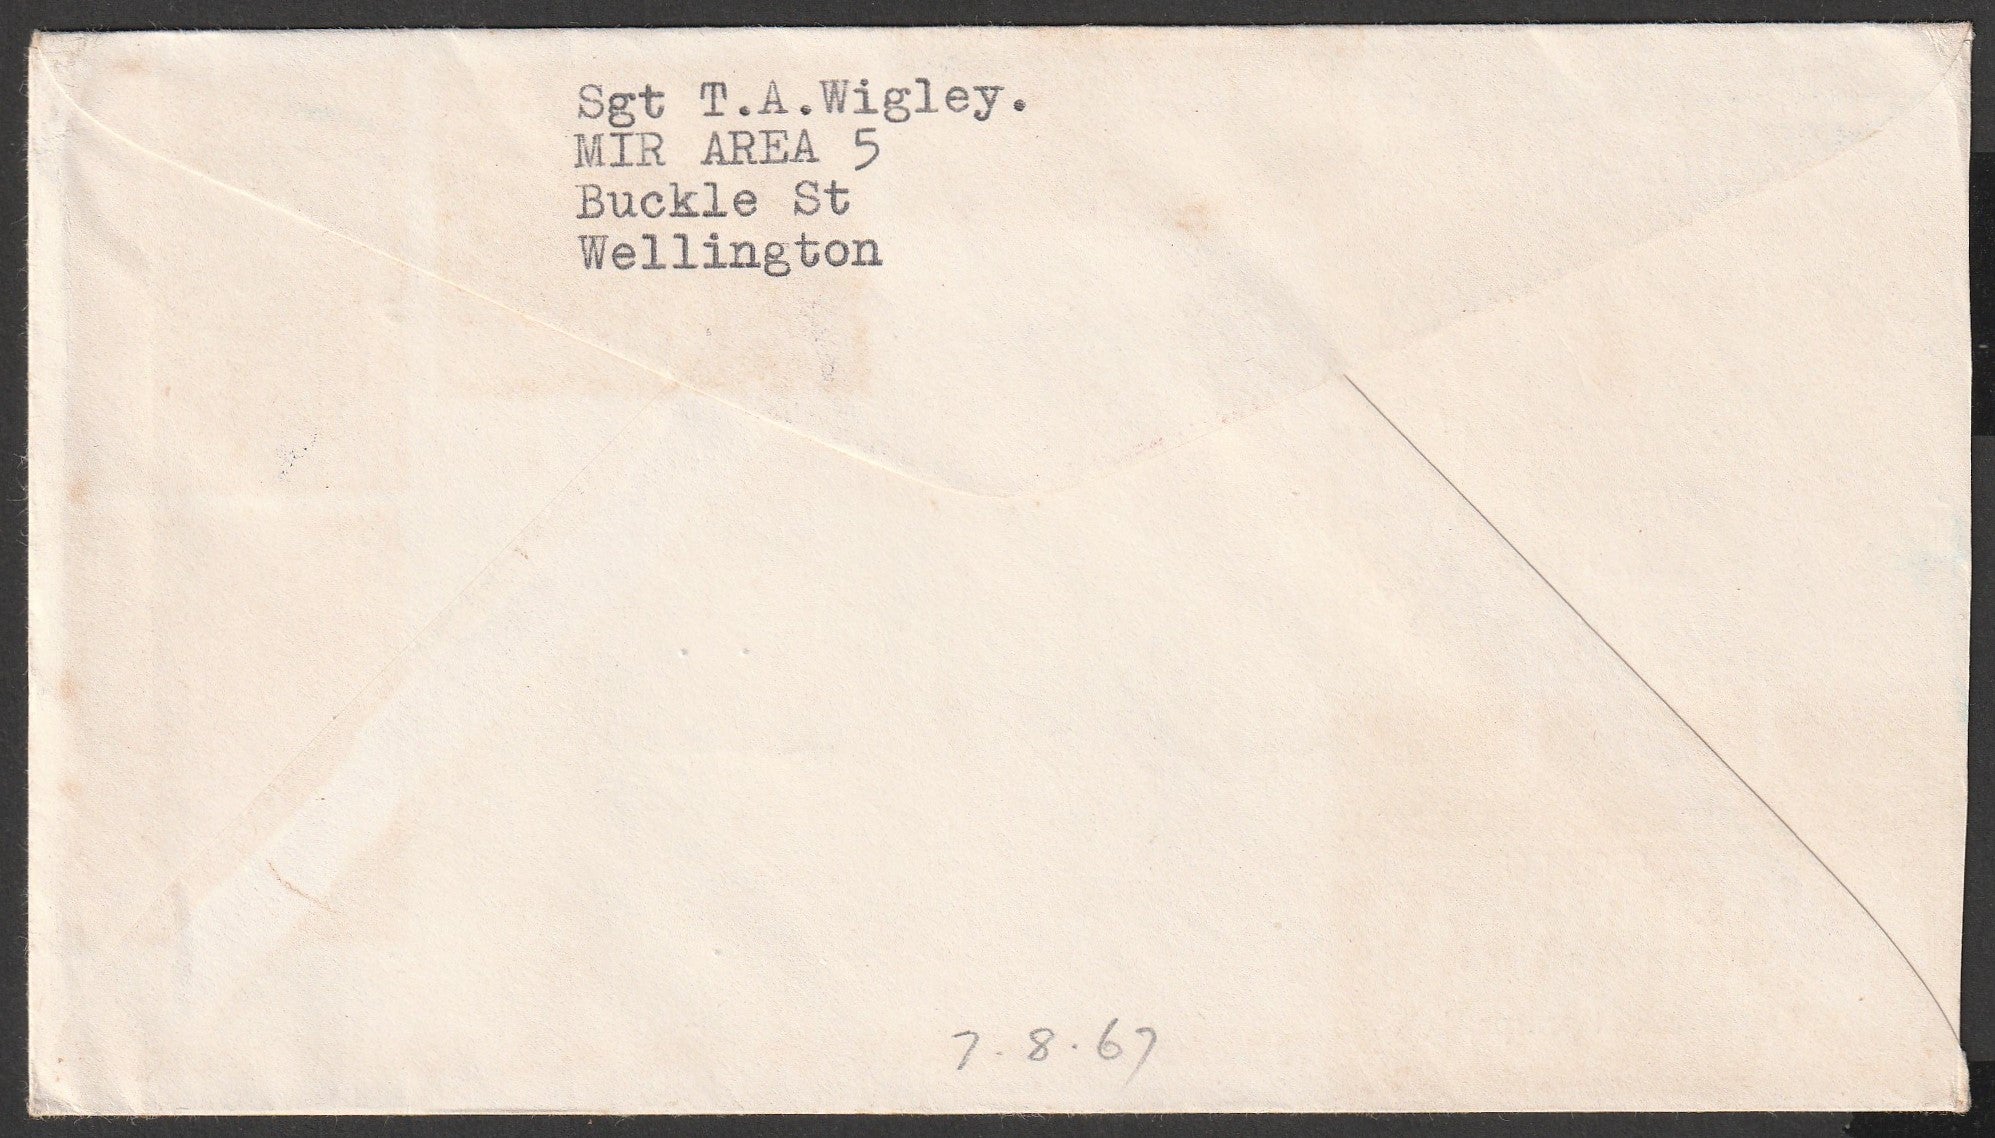 Sgt T.A.Wigley.
MIR AREA 5
Buckle St
Wellington
7.8.67